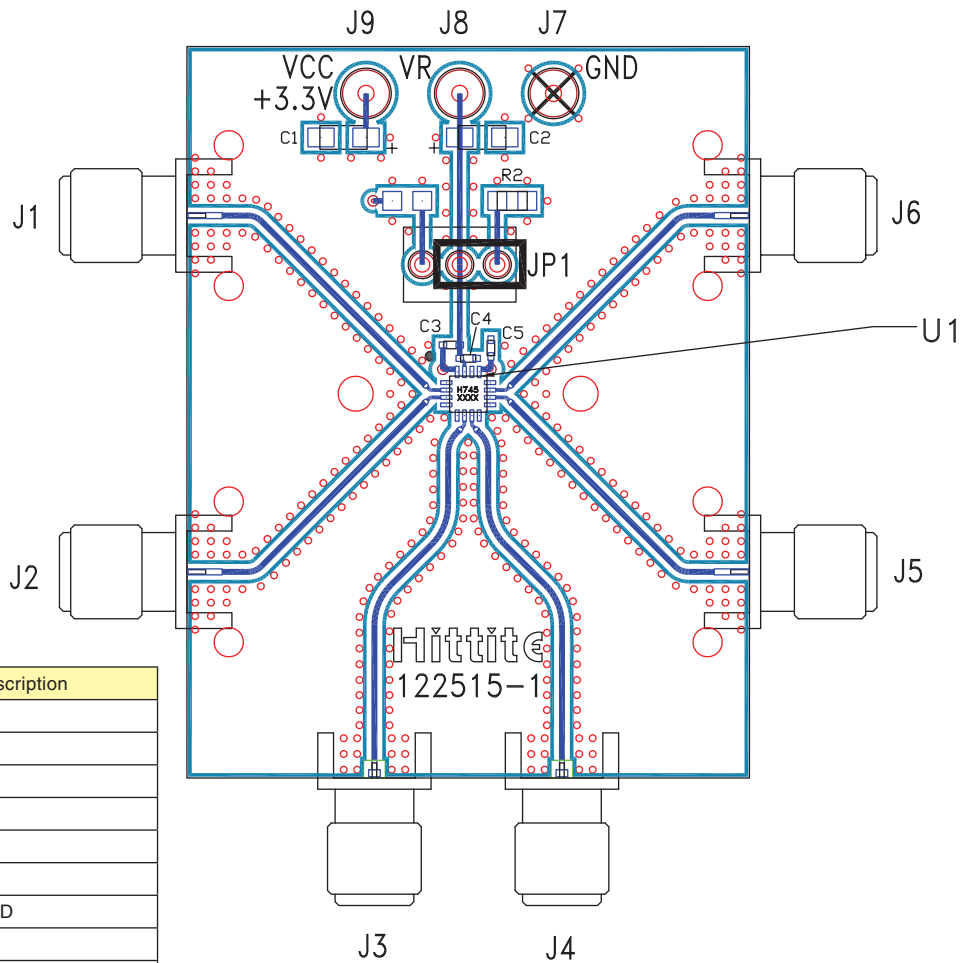 J9 J8 J7
VCC VR GND
+3.3V
C1 + + C2
R2
J1 J6
JP1
C3 C4 C5
U1
H745
XXXX
J2 J5
Hittite
122515-1
scription
D
J3 J4